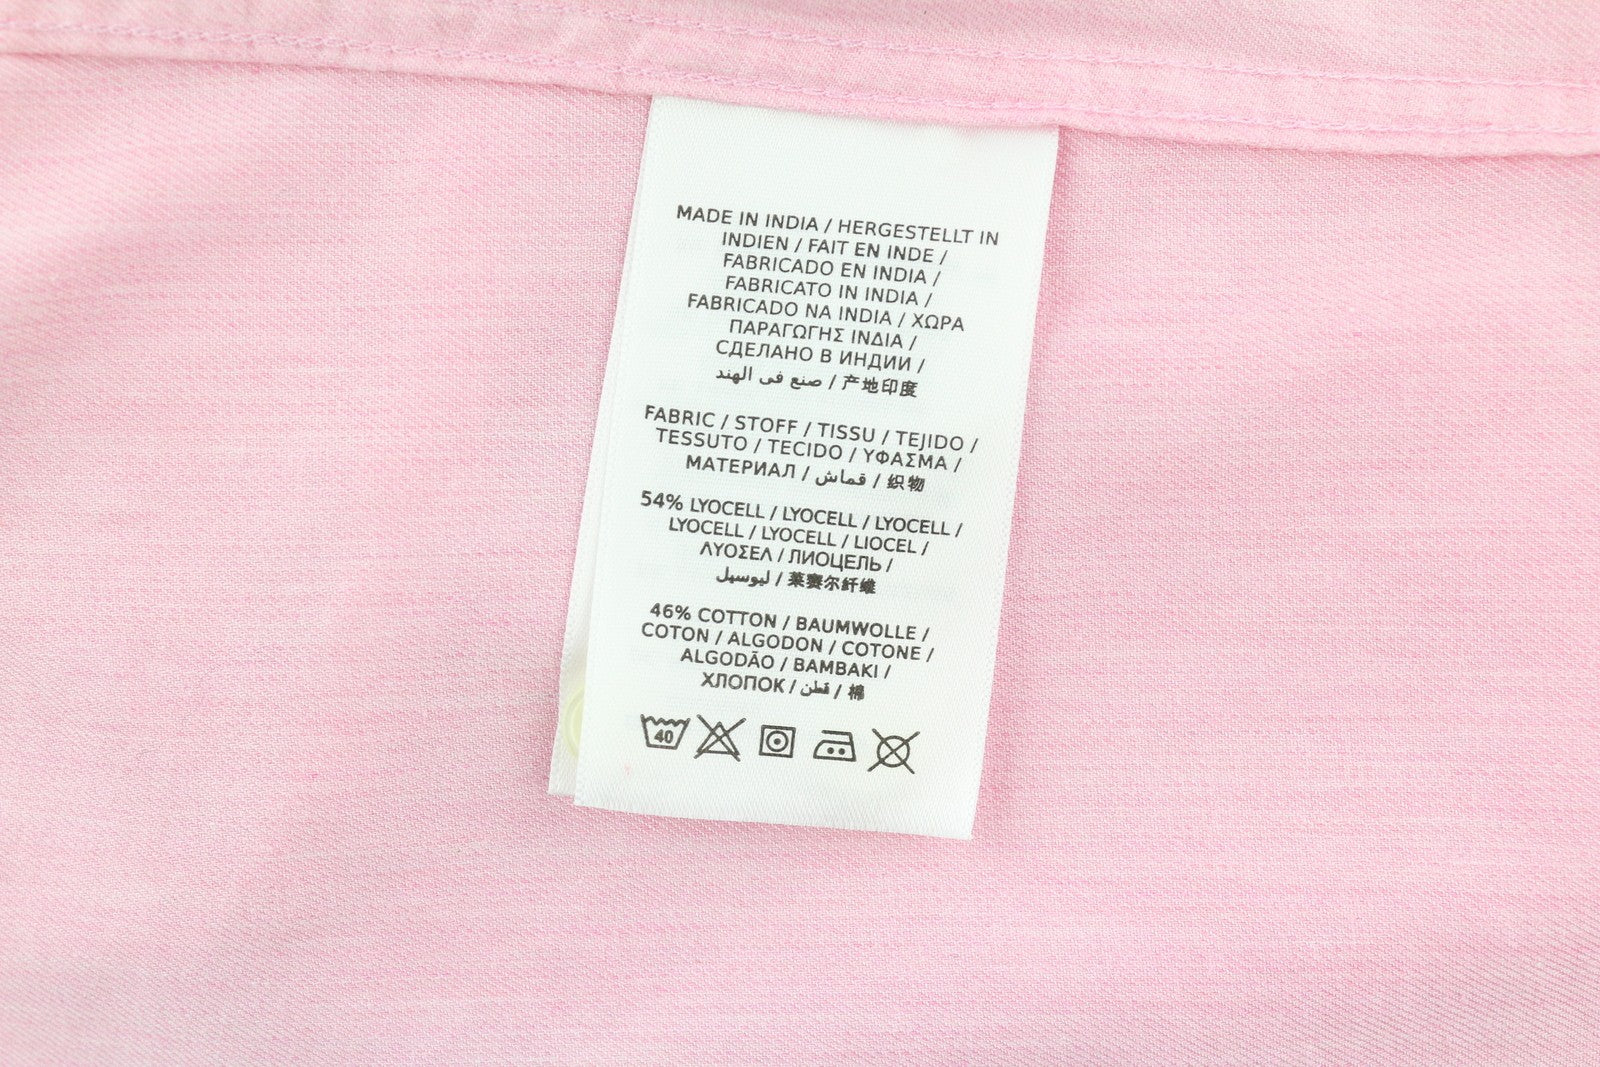 MADE IN INDIA / HERGESTELLT IN
INDIEN / FAIT EN INDE /
FABRICADO EN INDIA /
FABRICATO IN INDIA /
FABRICADO NA INDIA / ΧΩΡΑ
ΠΑΡΑΓΩΓΗΣ ΙΝΔΙΑ /
СДЕЛАНО В ИНДИИ /
صنع فى الهند / 产地印度
FABRIC / STOFF / TISSU / TEJIDO /
TESSUTO / TECIDO / ΥΦΑΣΜΑ /
МАТЕРИАЛ / قماش / 织物
54% LYOCELL / LYOCELL / LYOCELL /
LYOCELL / LYOCELL / LIOCEL /
ΛΥΟΣΕΛ / ЛИОЦЕЛЬ /
ليوسيل / 莱赛尔纤维
46% COTTON / BAUMWOLLE /
COTON / ALGODON / COTONE /
ALGODÃO / BAMBAKI /
ХЛОПОК / قطن / 棉
40